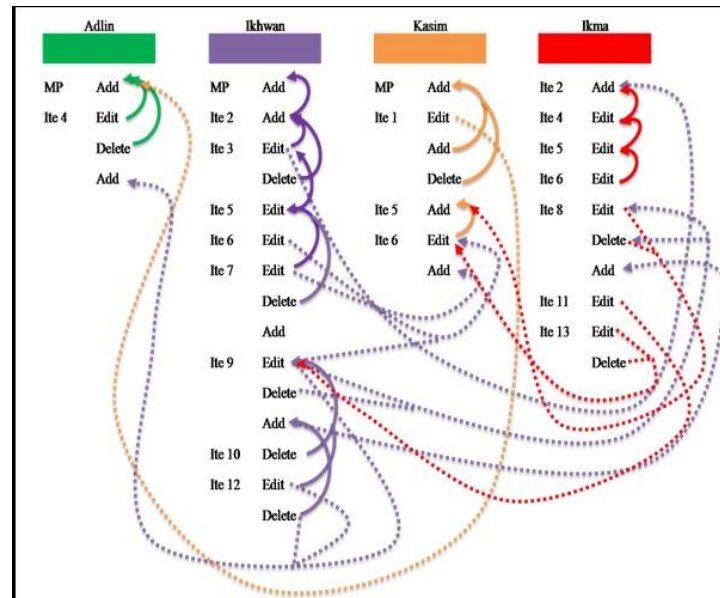 Adlin Ikhwan Kasim Ikma
MP Add
Ite 4 Edit
Delete
Add
MP Add
Ite 2 Add
Ite 3 Edit
Delete
Ite 5 Edit
Ite 6 Edit
Ite 7 Edit
Delete
Add
Ite 9 Edit
Delete
Add
Ite 10 Delete
Ite 12 Edit
Delete
MP Add
Ite 1 Edit
Add
Delete
Ite 5 Add
Ite 6 Edit
Add
Ite 2 Add
Ite 4 Edit
Ite 5 Edit
Ite 6 Edit
Ite 8 Edit
Delete
Add
Ite 11 Edit
Ite 13 Edit
Delete